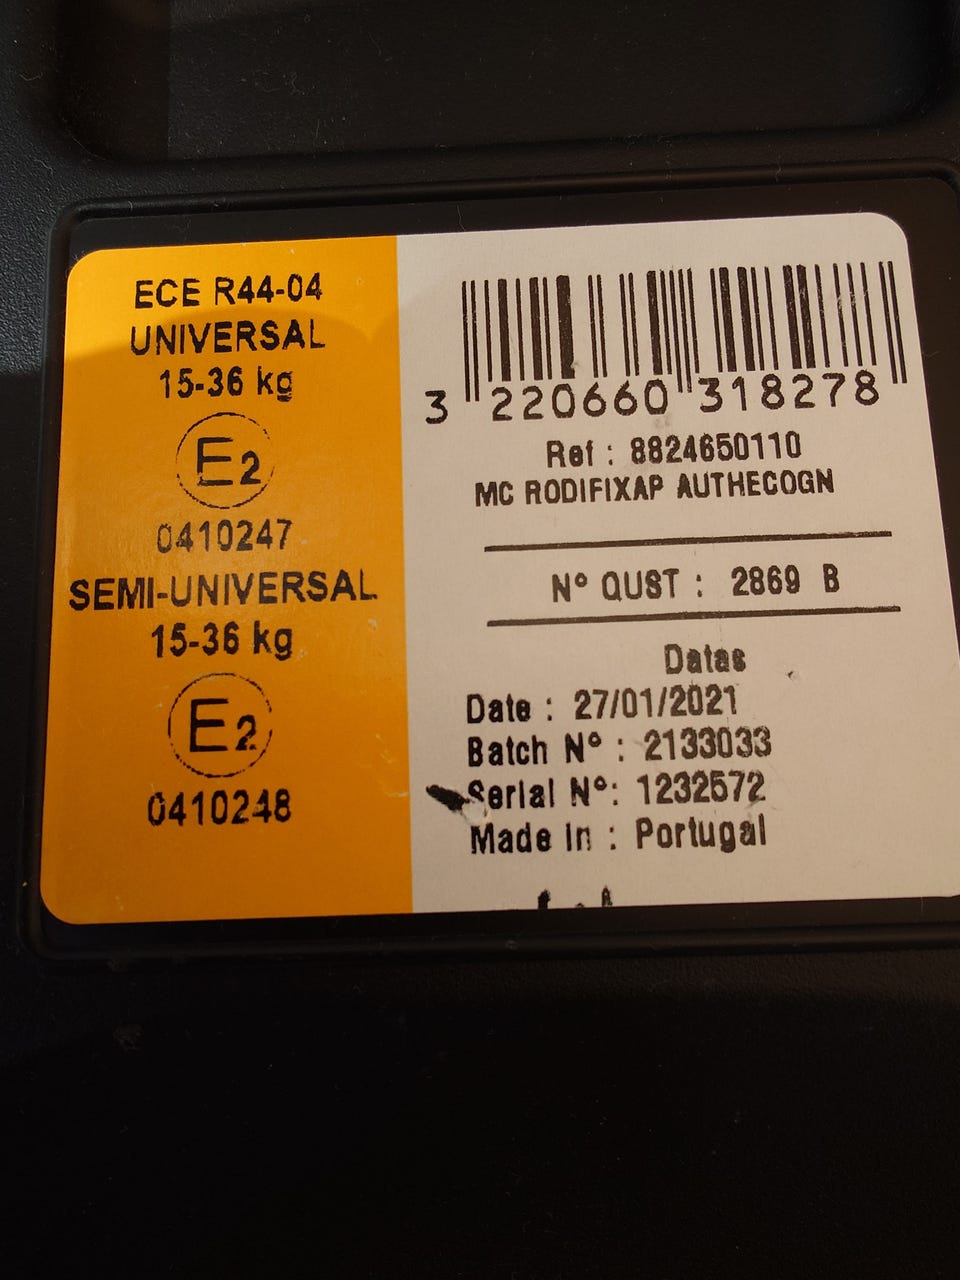 ECE R44-04
UNIVERSAL
15-36 kg
E2
0410247
SEMI-UNIVERSAL
15-36 kg
E2
0410248
3 220660 318278
Ref : 8824650110
MC RODIFIXAP AUTHECOGN
N° QUST : 2869 B
Datas
Date : 27/01/2021
Batch N° : 2133033
Serial N°: 1232572
Made in : Portugal